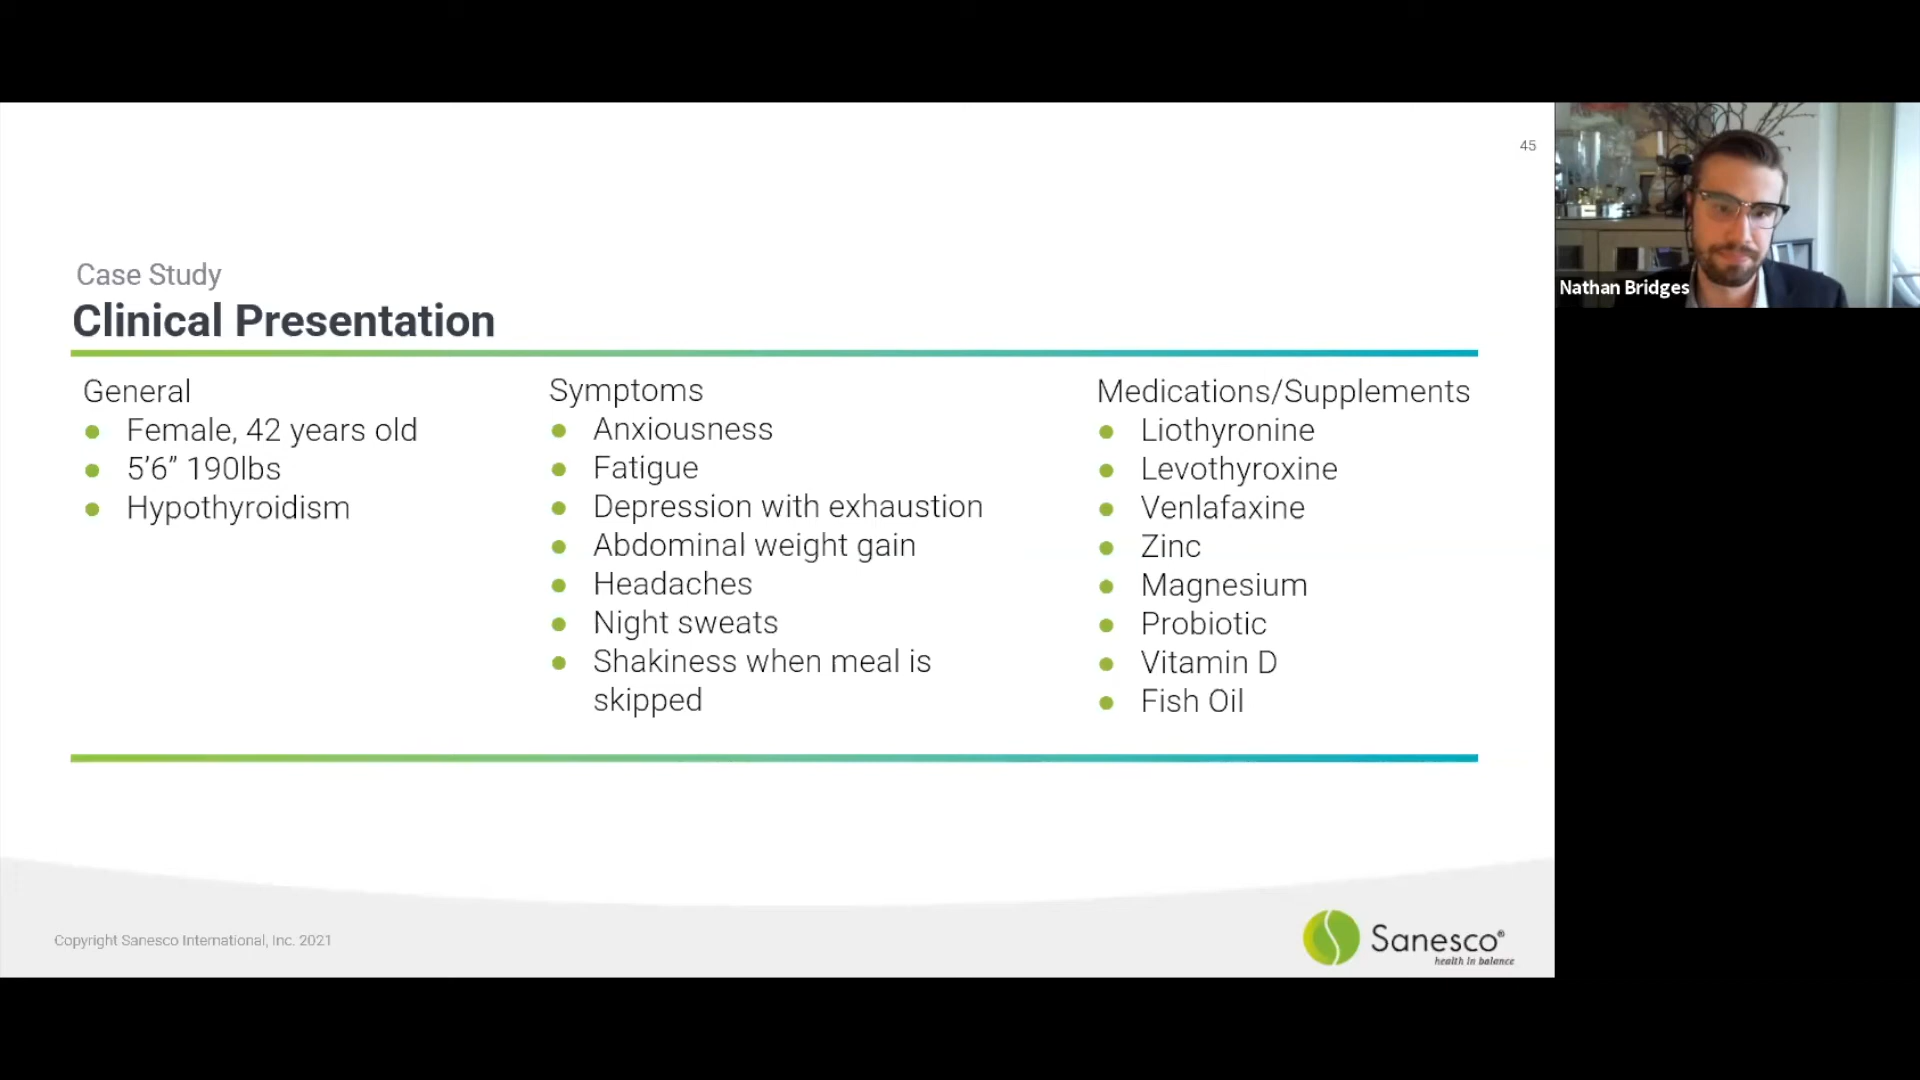 45
Nathan Bridges
Case Study
Clinical Presentation
General
Female, 42 years old
5’6” 190lbs
Hypothyroidism
Symptoms
Anxiousness
Fatigue
Depression with exhaustion
Abdominal weight gain
Headaches
Night sweats
Shakiness when meal is
skipped
Medications/Supplements
Liothyronine
Levothyroxine
Venlafaxine
Zinc
Magnesium
Probiotic
Vitamin D
Fish Oil
Copyright Sanesco International, Inc. 2021
Sanesco®
health in balance